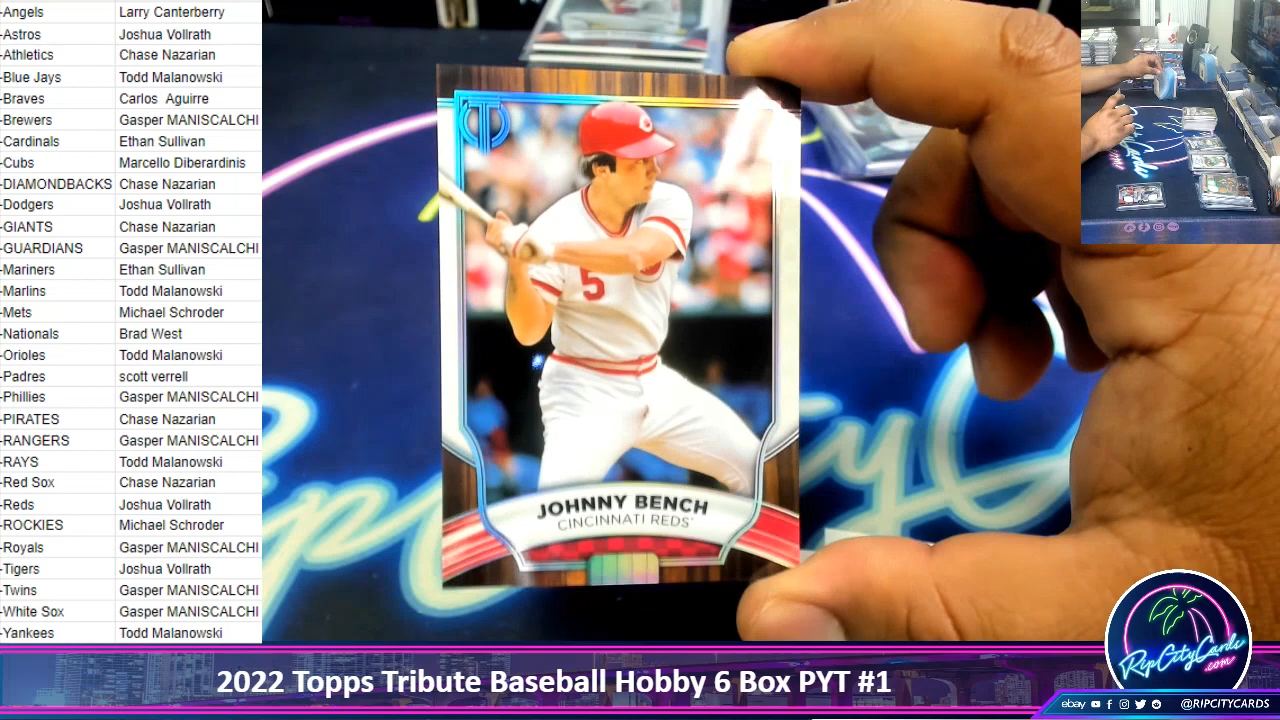 -Angels Larry Canterberry
-Astros Joshua Vollrath
-Athletics Chase Nazarian
-Blue Jays Todd Malanowski
-Braves Carlos Aguirre
-Brewers Gasper MANISCALCHI
-Cardinals Ethan Sullivan
-Cubs Marcello Diberardinis
-DIAMONDBACKS Chase Nazarian
-Dodgers Joshua Vollrath
-GIANTS Chase Nazarian
-GUARDIANS Gasper MANISCALCHI
-Mariners Ethan Sullivan
-Marlins Todd Malanowski
-Mets Michael Schroder
-Nationals Brad West
-Orioles Todd Malanowski
-Padres scott verrell
-Phillies Gasper MANISCALCHI
-PIRATES Chase Nazarian
-RANGERS Gasper MANISCALCHI
-RAYS Todd Malanowski
-Red Sox Chase Nazarian
-Reds Joshua Vollrath
-ROCKIES Michael Schroder
-Royals Gasper MANISCALCHI
-Tigers Joshua Vollrath
-Twins Gasper MANISCALCHI
-White Sox Gasper MANISCALCHI
-Yankees Todd Malanowski
C
5
JOHNNY BENCH
CINCINNATI REDS
RipCityCards
.com
2022 Topps Tribute Baseball Hobby 6 Box PYT #1
ebay @RIPCITYCARDS